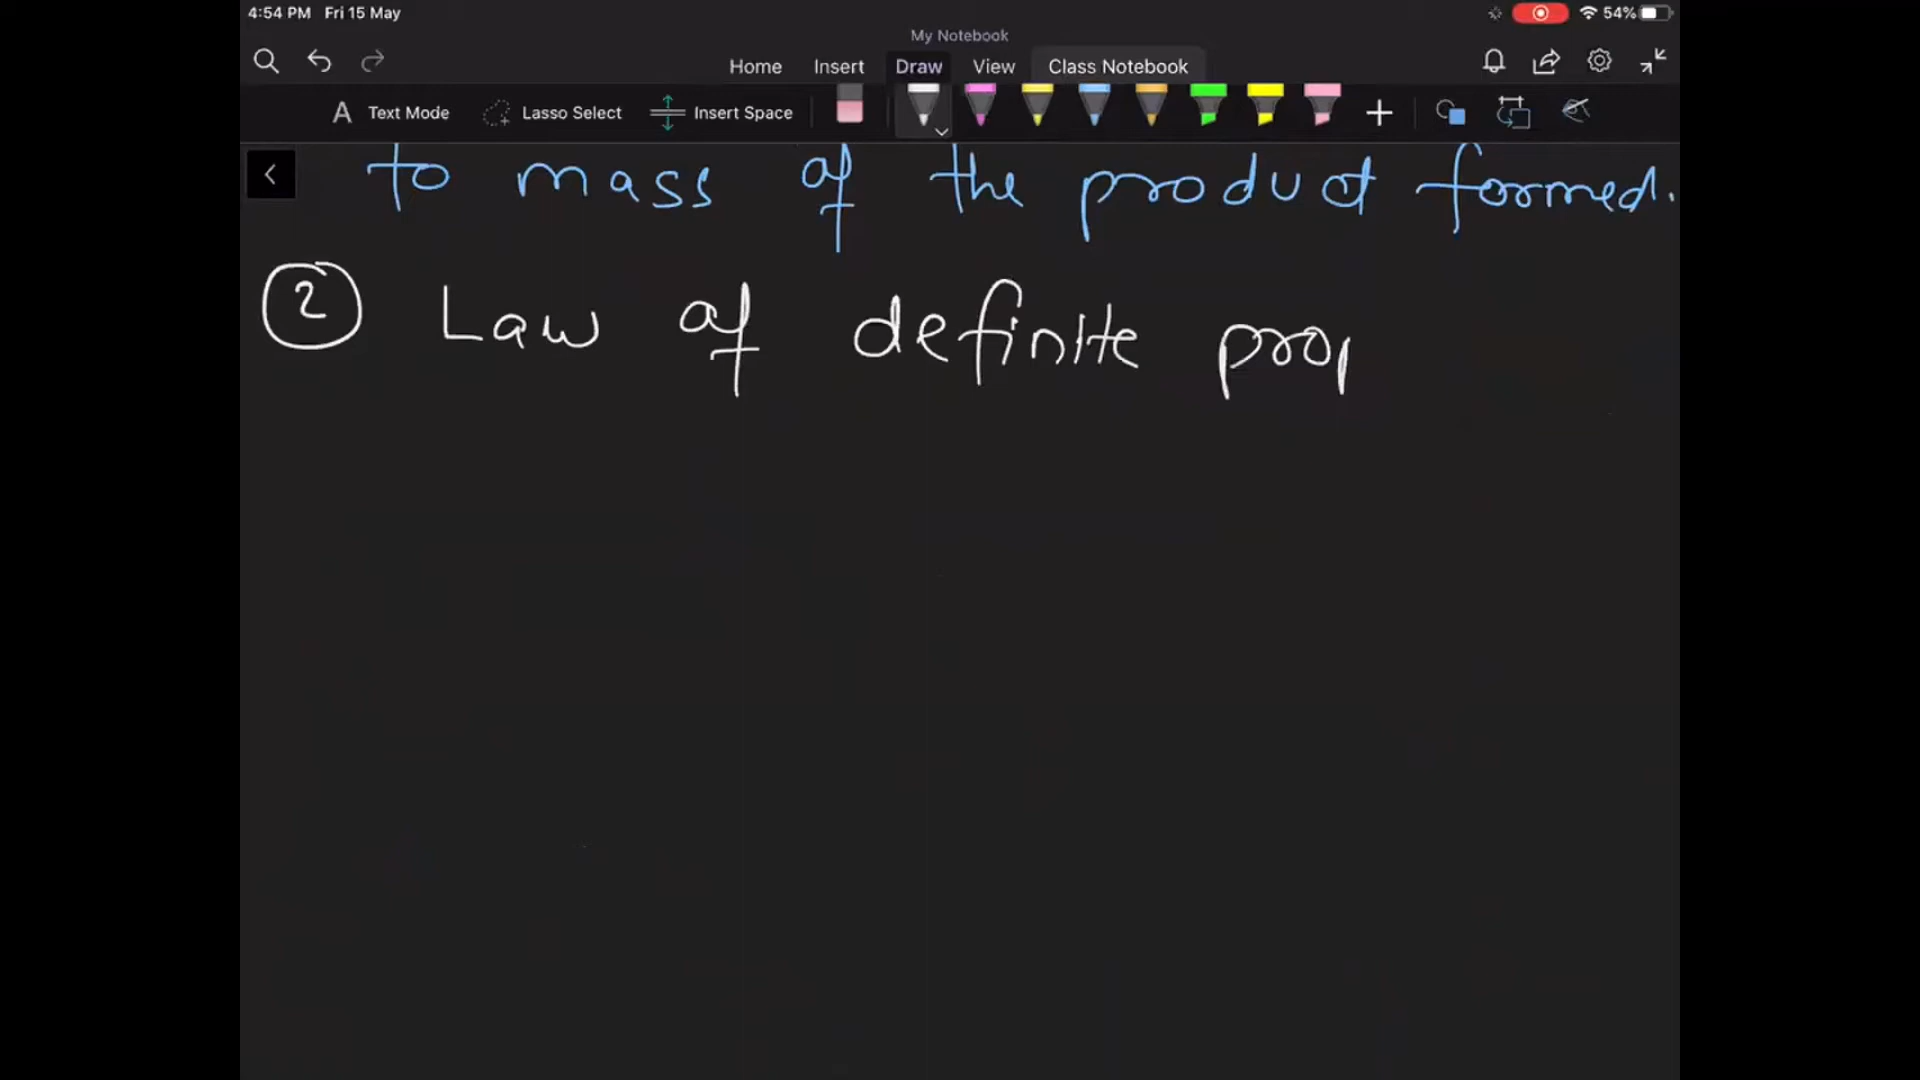 4:54 PM Fri 15 May
54%
My Notebook
Home Insert Draw View Class Notebook
A Text Mode Lasso Select Insert Space
to mass of the product formed.
2 Law of definite prop